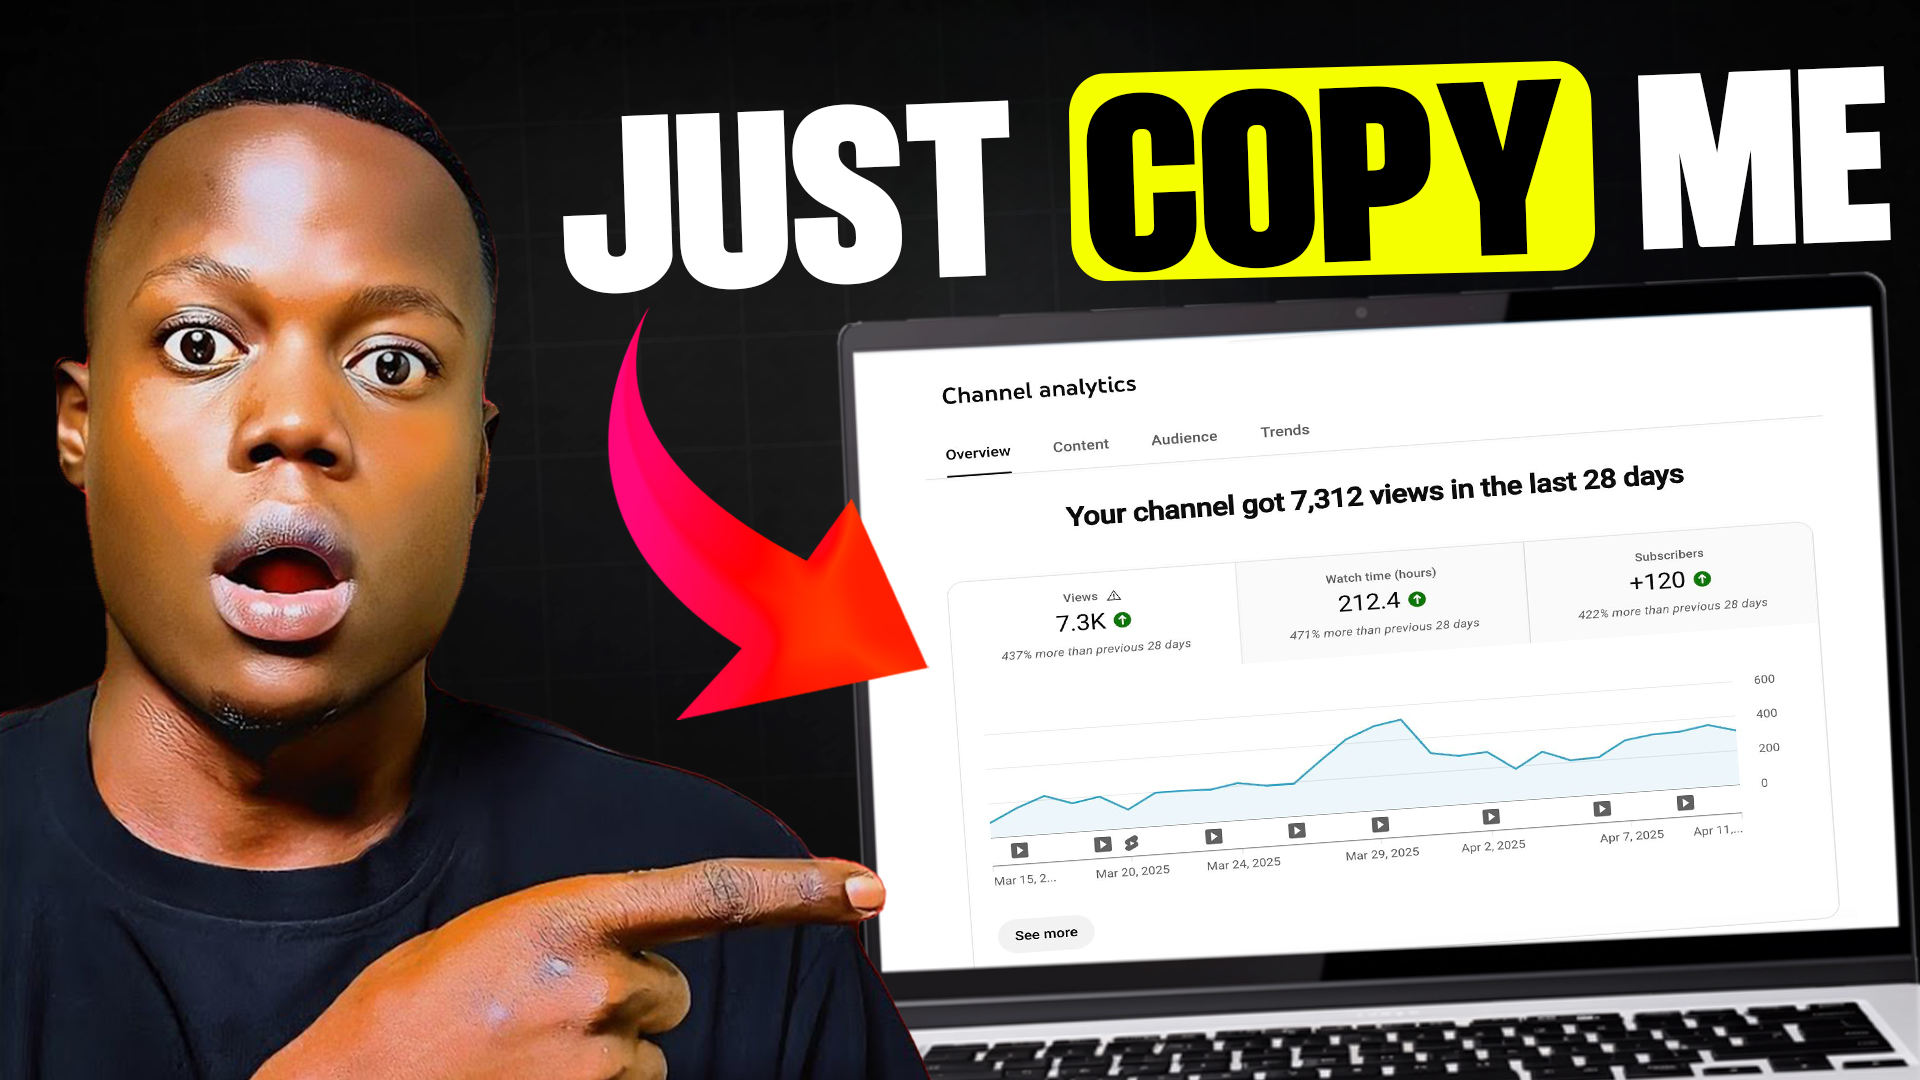 JUST COPY ME
Channel analytics
Overview Content Audience Trends
Your channel got 7,312 views in the last 28 days
Views
7.3K
437% more than previous 28 days
Watch time (hours)
212.4
471% more than previous 28 days
Subscribers
+120
422% more than previous 28 days
600
400
200
0
Mar 15, 2... Mar 20, 2025 Mar 24, 2025 Mar 29, 2025 Apr 2, 2025 Apr 7, 2025 Apr 11,...
See more